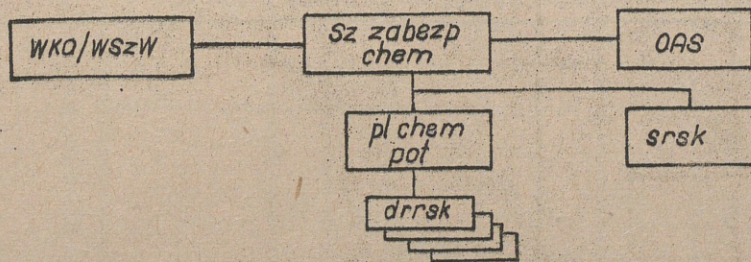 WKO/WSzW
Sz zabezp
chem
OAS
pl chem
pot
srsk
drrsk